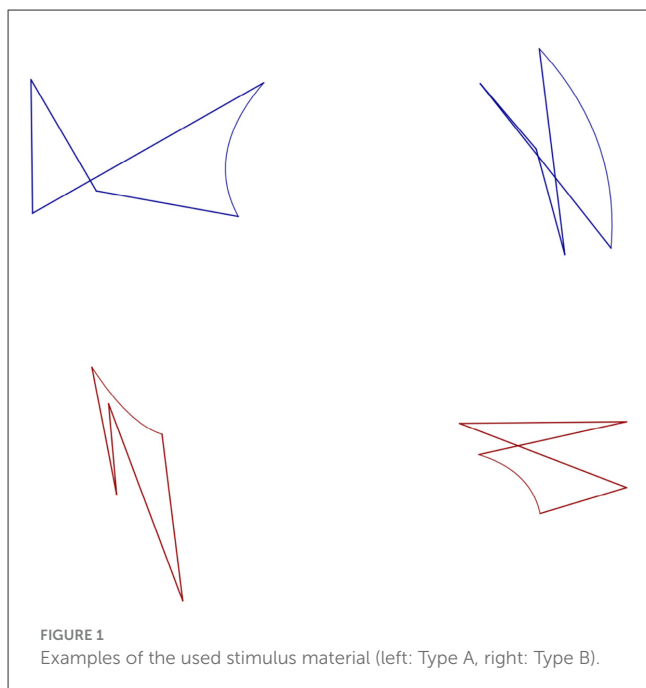 FIGURE 1
Examples of the used stimulus material (left: Type A, right: Type B).